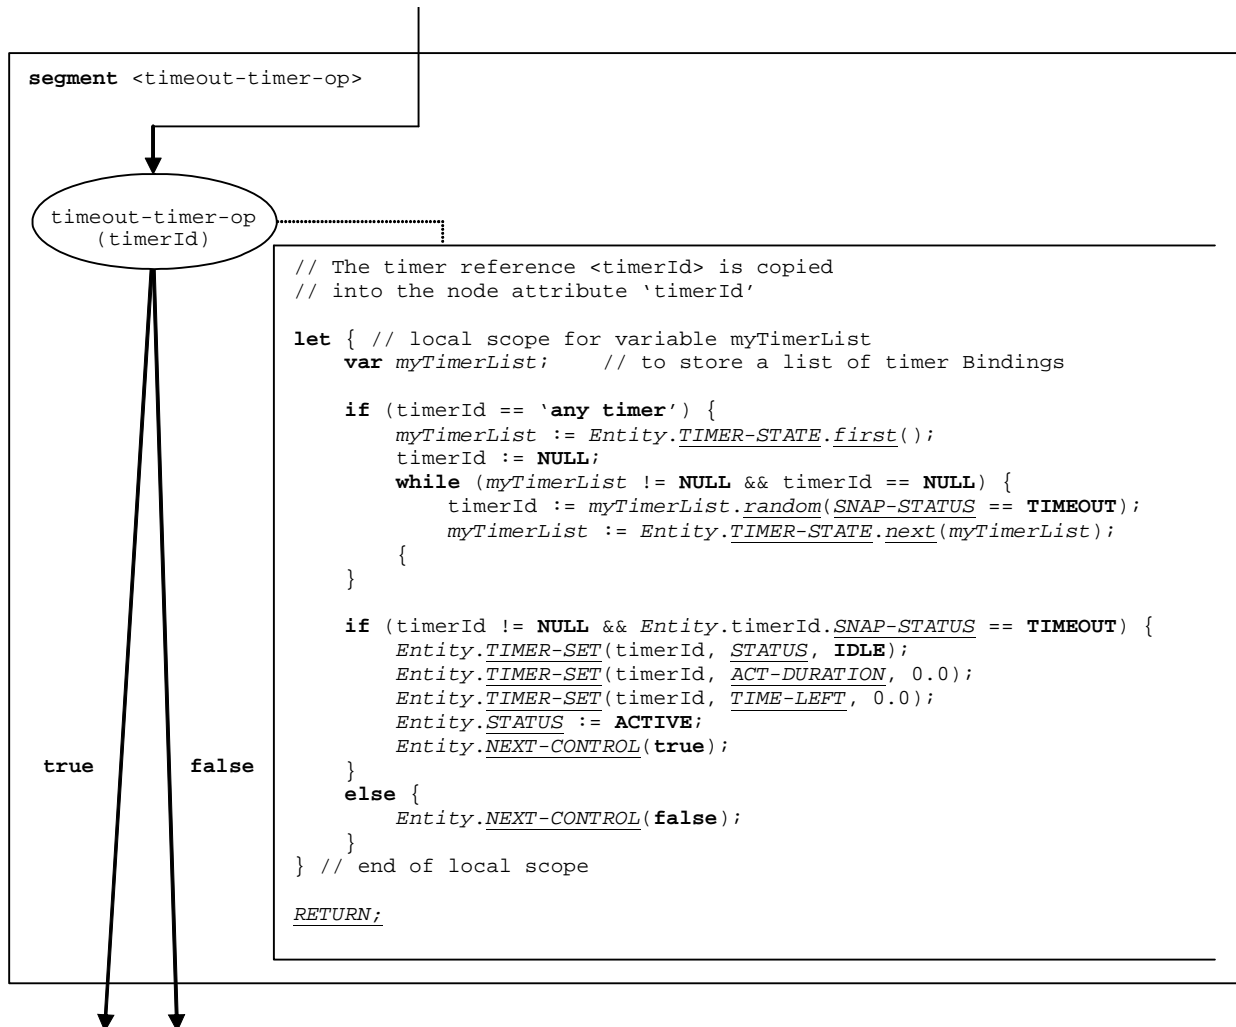 segment <timeout-timer-op>
timeout-timer-op
(timerId)
// The timer reference <timerId> is copied
// into the node attribute ‘timerId’
let { // local scope for variable myTimerList
var myTimerList; // to store a list of timer Bindings
if (timerId == ‘any timer’) {
myTimerList := Entity.TIMER-STATE.first();
timerId := NULL;
while (myTimerList != NULL && timerId == NULL) {
timerId := myTimerList.random(SNAP-STATUS == TIMEOUT);
myTimerList := Entity.TIMER-STATE.next(myTimerList);
{
}
if (timerId != NULL && Entity.timerId.SNAP-STATUS == TIMEOUT) {
Entity.TIMER-SET(timerId, STATUS, IDLE);
Entity.TIMER-SET(timerId, ACT-DURATION, 0.0);
Entity.TIMER-SET(timerId, TIME-LEFT, 0.0);
Entity.STATUS := ACTIVE;
Entity.NEXT-CONTROL(true);
}
else {
Entity.NEXT-CONTROL(false);
}
} // end of local scope
RETURN;
true false